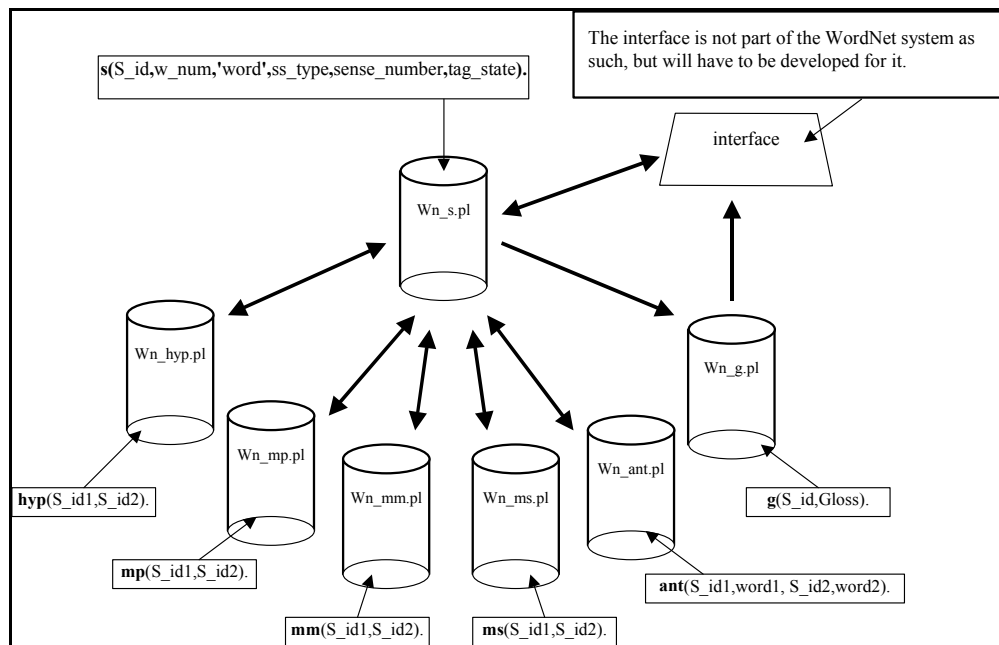 The interface is not part of the WordNet system as
such, but will have to be developed for it.
s(S_id,w_num,'word',ss_type,sense_number,tag_state).
interface
Wn_s.pl
Wn_hyp.pl
Wn_g.pl
Wn_mp.pl
Wn_mm.pl
Wn_ms.pl
Wn_ant.pl
hyp(S_id1,S_id2).
g(S_id,Gloss).
mp(S_id1,S_id2).
ant(S_id1,word1, S_id2,word2).
mm(S_id1,S_id2).
ms(S_id1,S_id2).